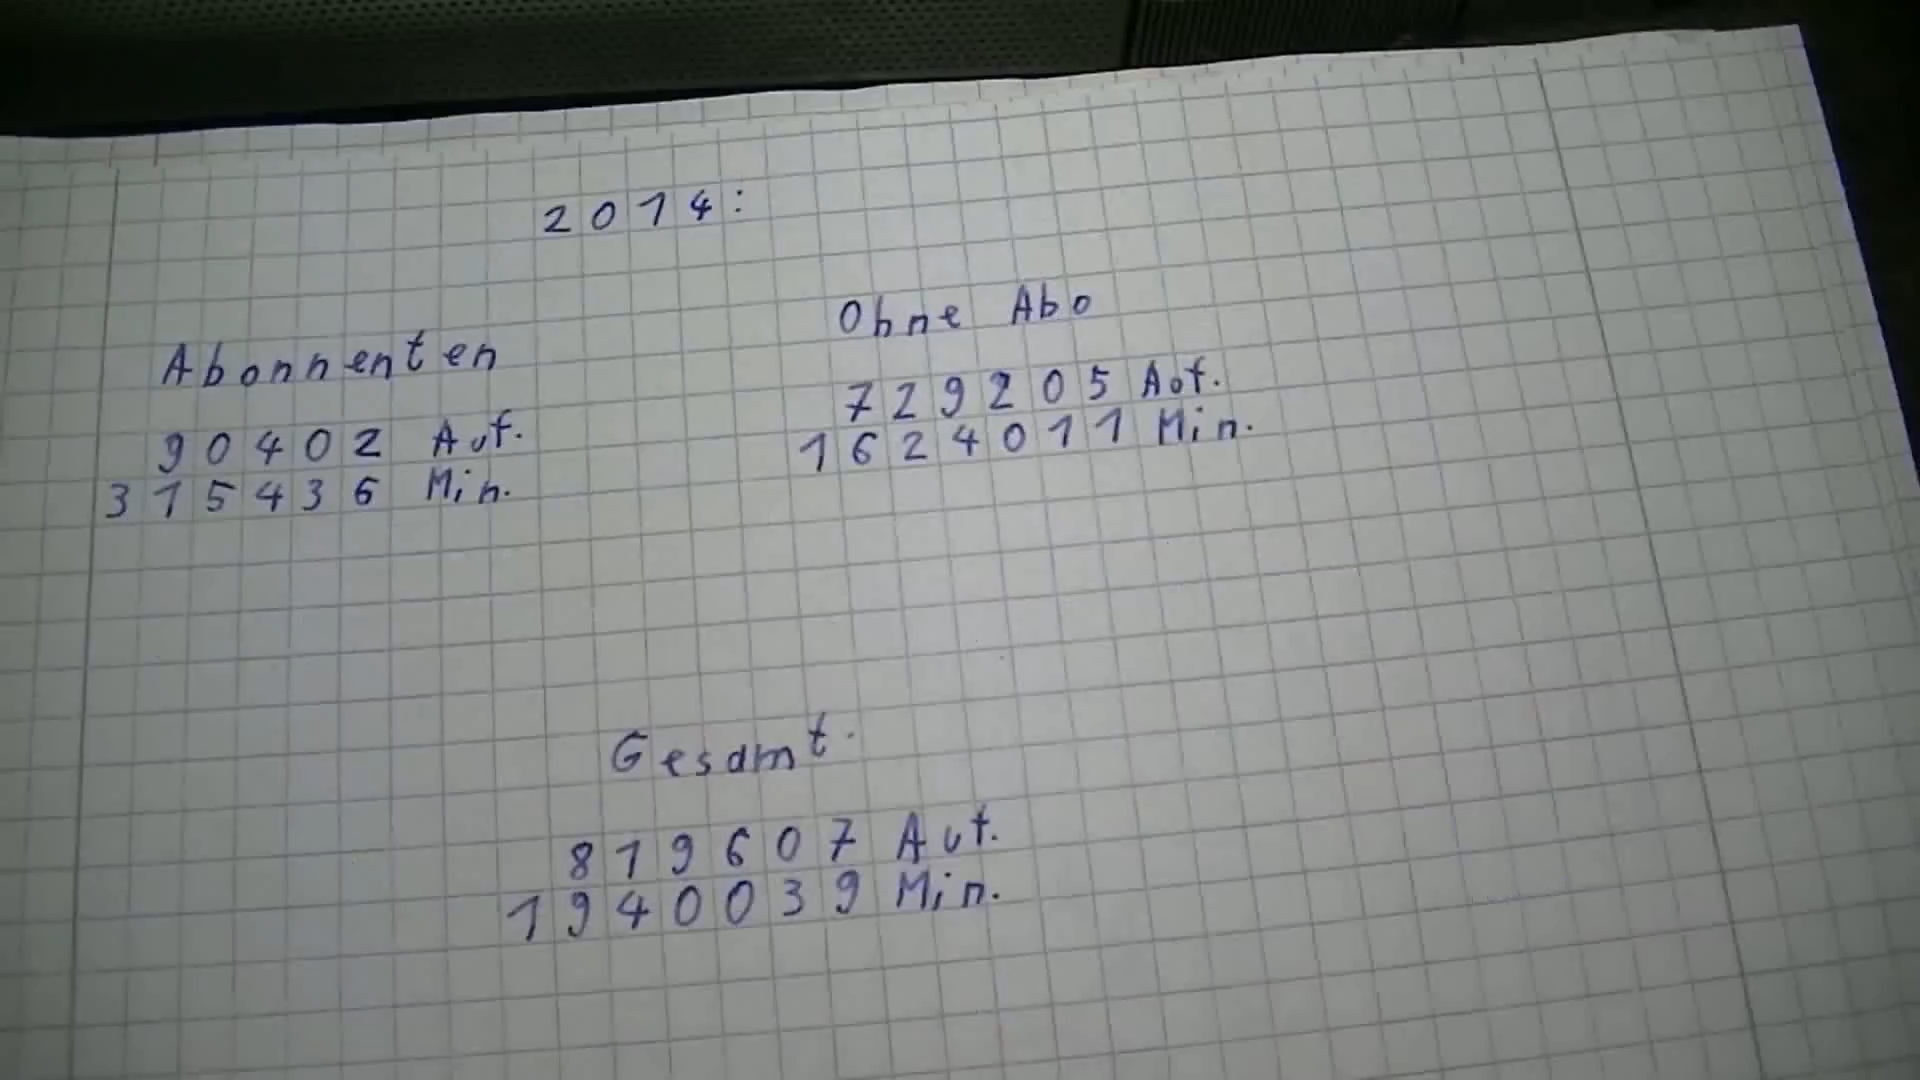 2014:
Abonnenten
90402 Auf.
315436 Min.
Ohne Abo
729205 Auf.
1624011 Min.
Gesamt.
819607 Auf.
1940039 Min.